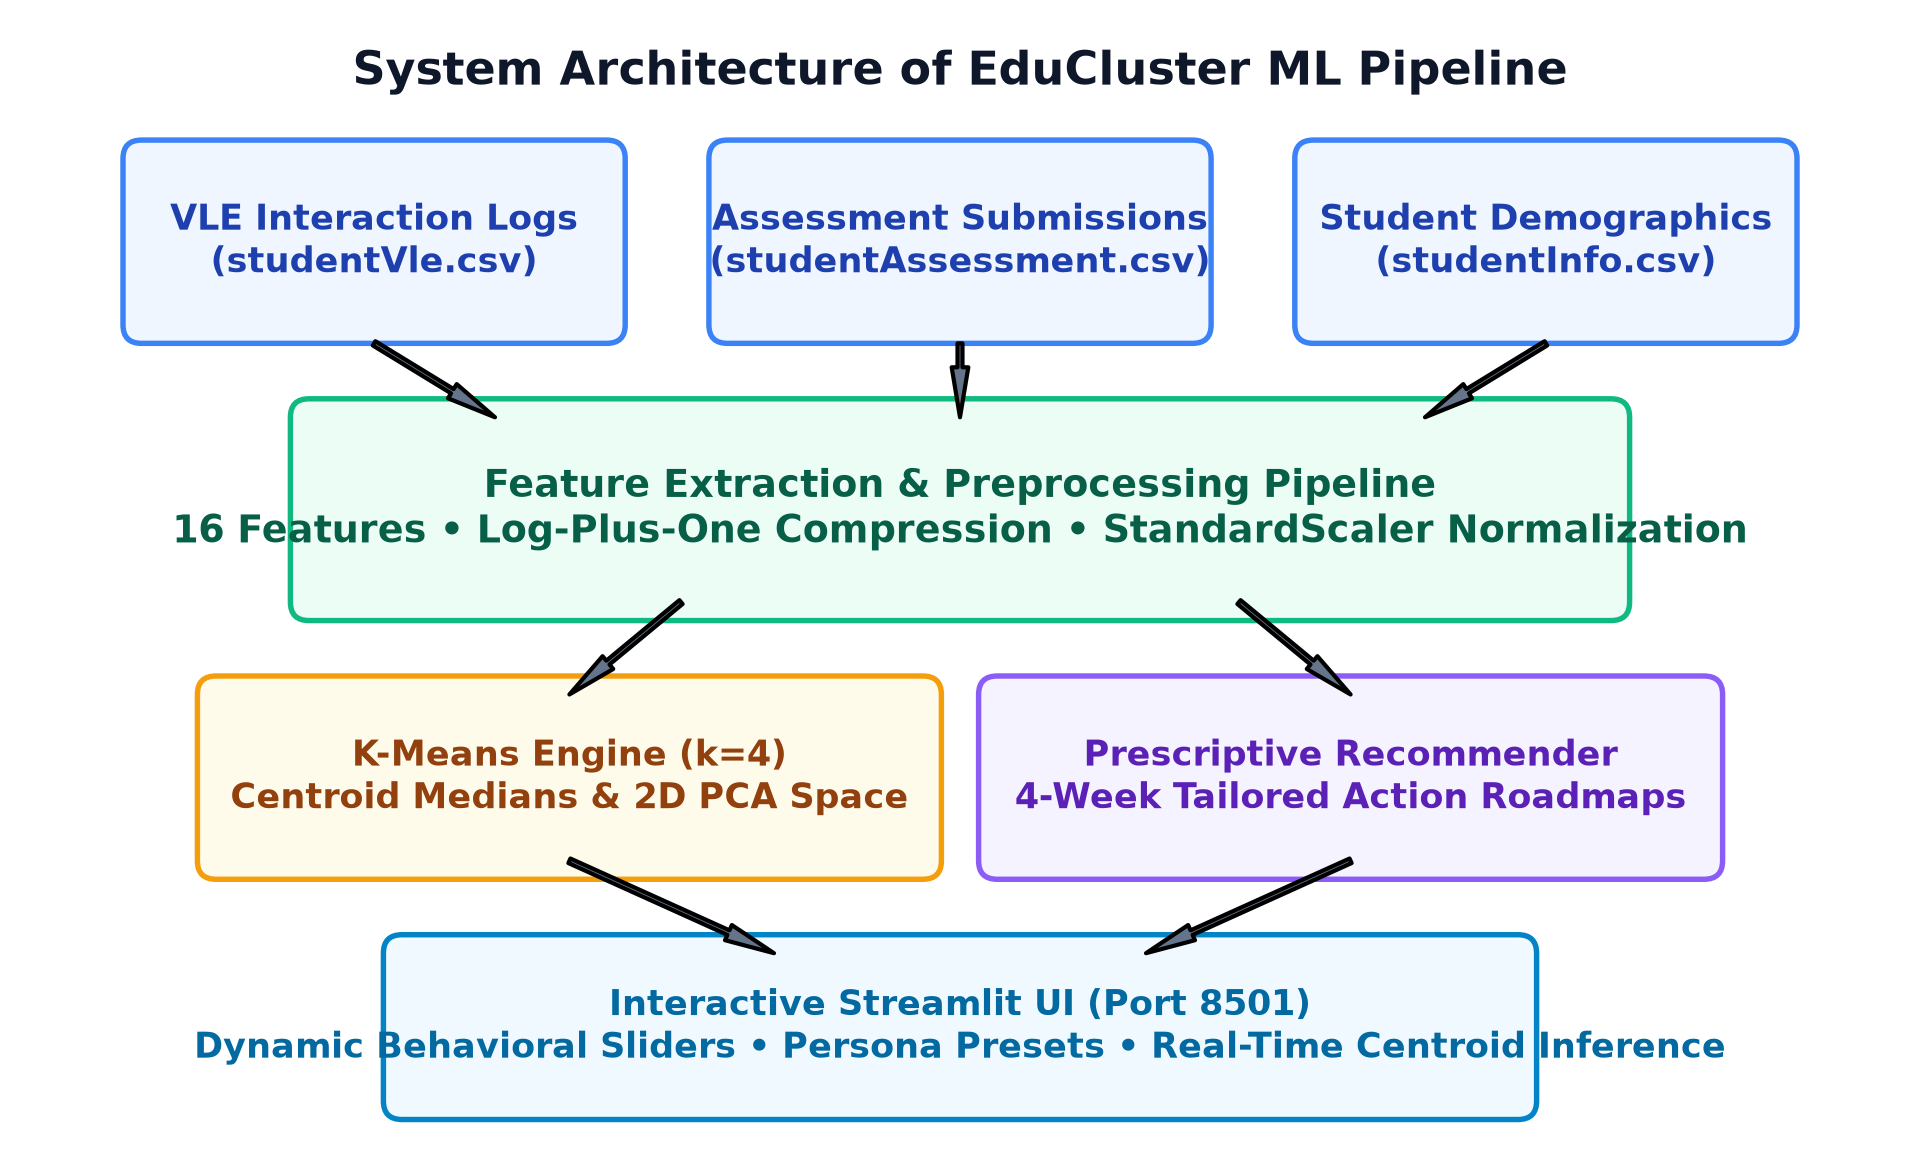 System Architecture of EduCluster ML Pipeline
VLE Interaction Logs
(studentVle.csv)
Assessment Submissions
(studentAssessment.csv)
Student Demographics
(studentInfo.csv)
Feature Extraction & Preprocessing Pipeline
16 Features • Log-Plus-One Compression • StandardScaler Normalization
K-Means Engine (k=4)
Centroid Medians & 2D PCA Space
Prescriptive Recommender
4-Week Tailored Action Roadmaps
Interactive Streamlit UI (Port 8501)
Dynamic Behavioral Sliders • Persona Presets • Real-Time Centroid Inference